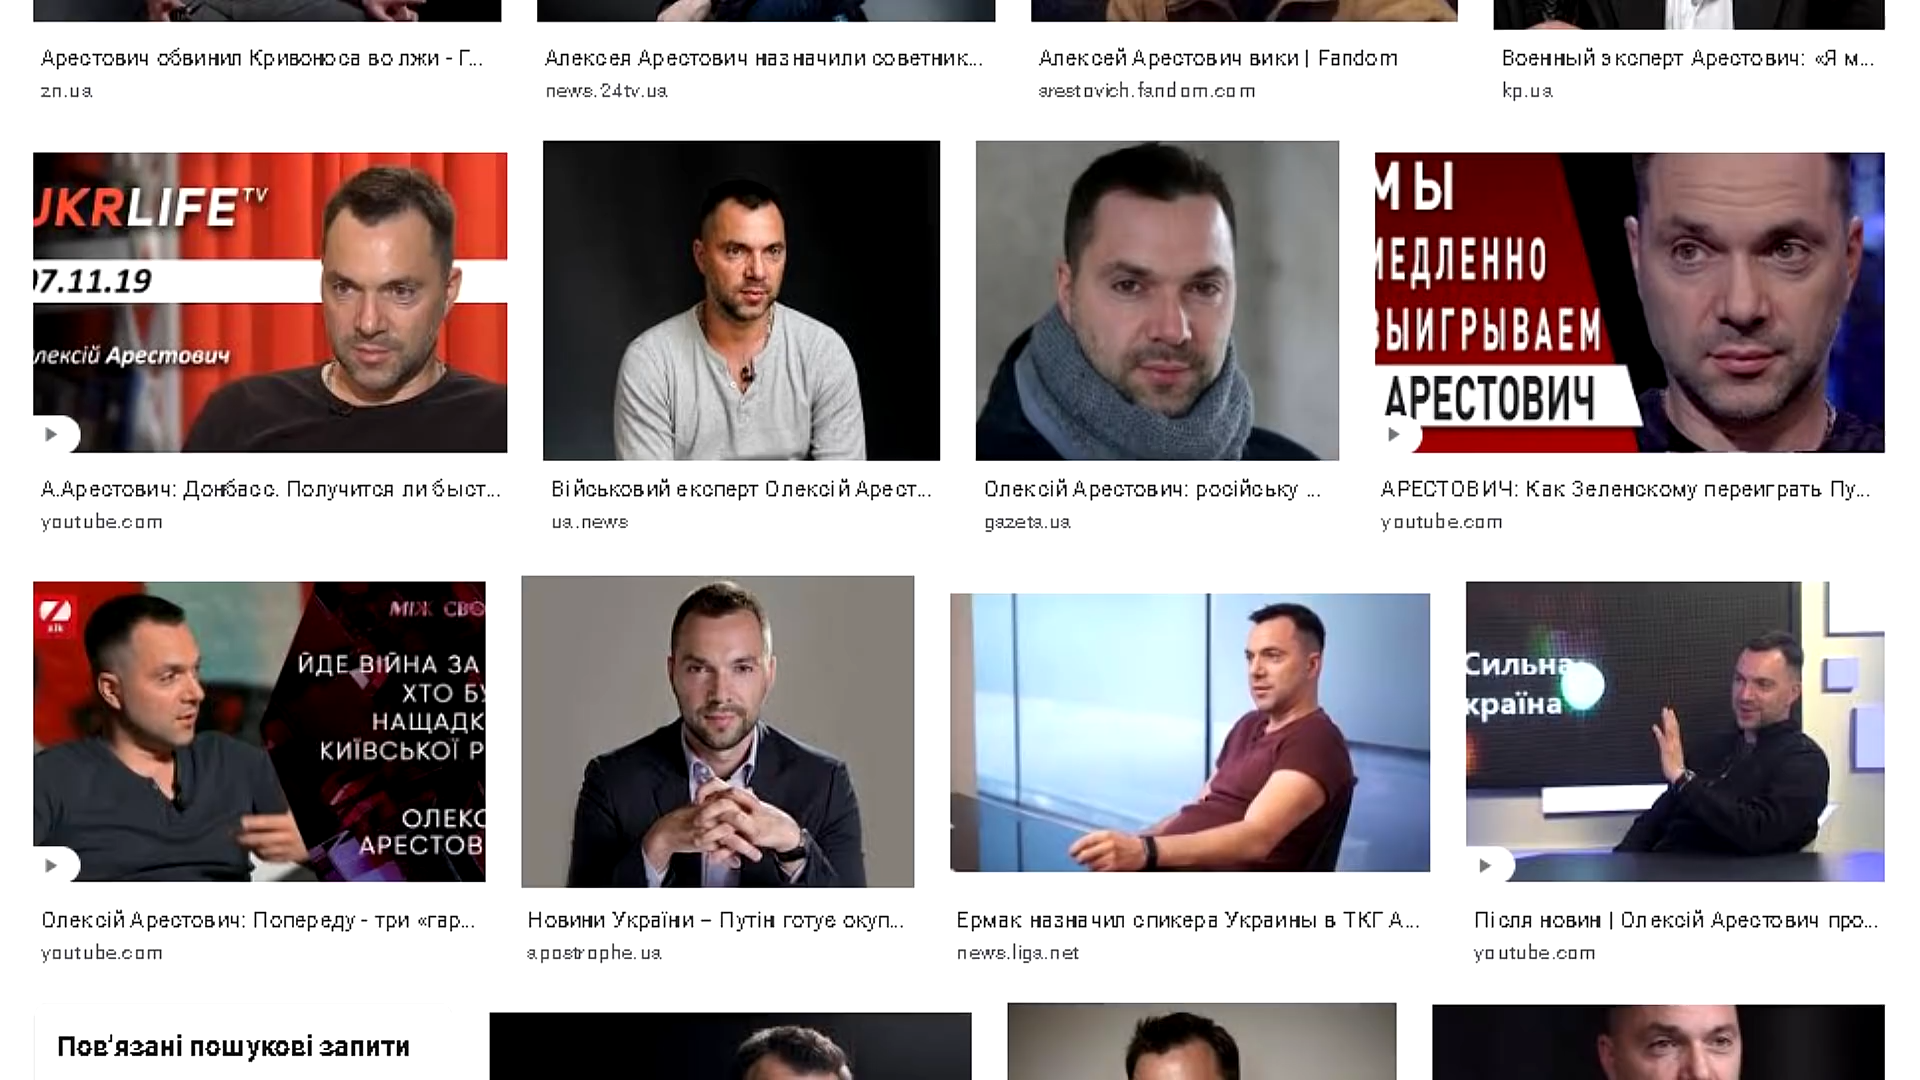 Арестович обвинил Кривоноса во лжи - Г...
zn.ua
Алексея Арестович назначили советник...
news.24tv.ua
Алексей Арестович вики | Fandom
arestovich.fandom.com
Военный эксперт Арестович: «Я м...
kp.ua
UKRLIFE TV
07.11.19
лексій Арестович
А.Арестович: Донбасс. Получится ли быст...
youtube.com
Військовий експерт Олексій Арест...
ua.news
Олексій Арестович: російську ...
gazeta.ua
МЫ
МЕДЛЕННО
ВЫИГРЫВАЕМ
АРЕСТОВИЧ
АРЕСТОВИЧ: Как Зеленскому переиграть Пу...
youtube.com
zik
МІЖ СВО
ЙДЕ ВІЙНА ЗА
ХТО БУ
НАЩАДК
КИЇВСЬКОЇ Р
ОЛЕКС
АРЕСТОВ
Олексій Арестович: Попереду - три «гар...
youtube.com
Новини України – Путін готує окуп...
apostrophe.ua
Ермак назначил спикера Украины в ТКГ А...
news.liga.net
Сильна
країна
Після новин | Олексій Арестович про...
youtube.com
Пов'язані пошукові запити